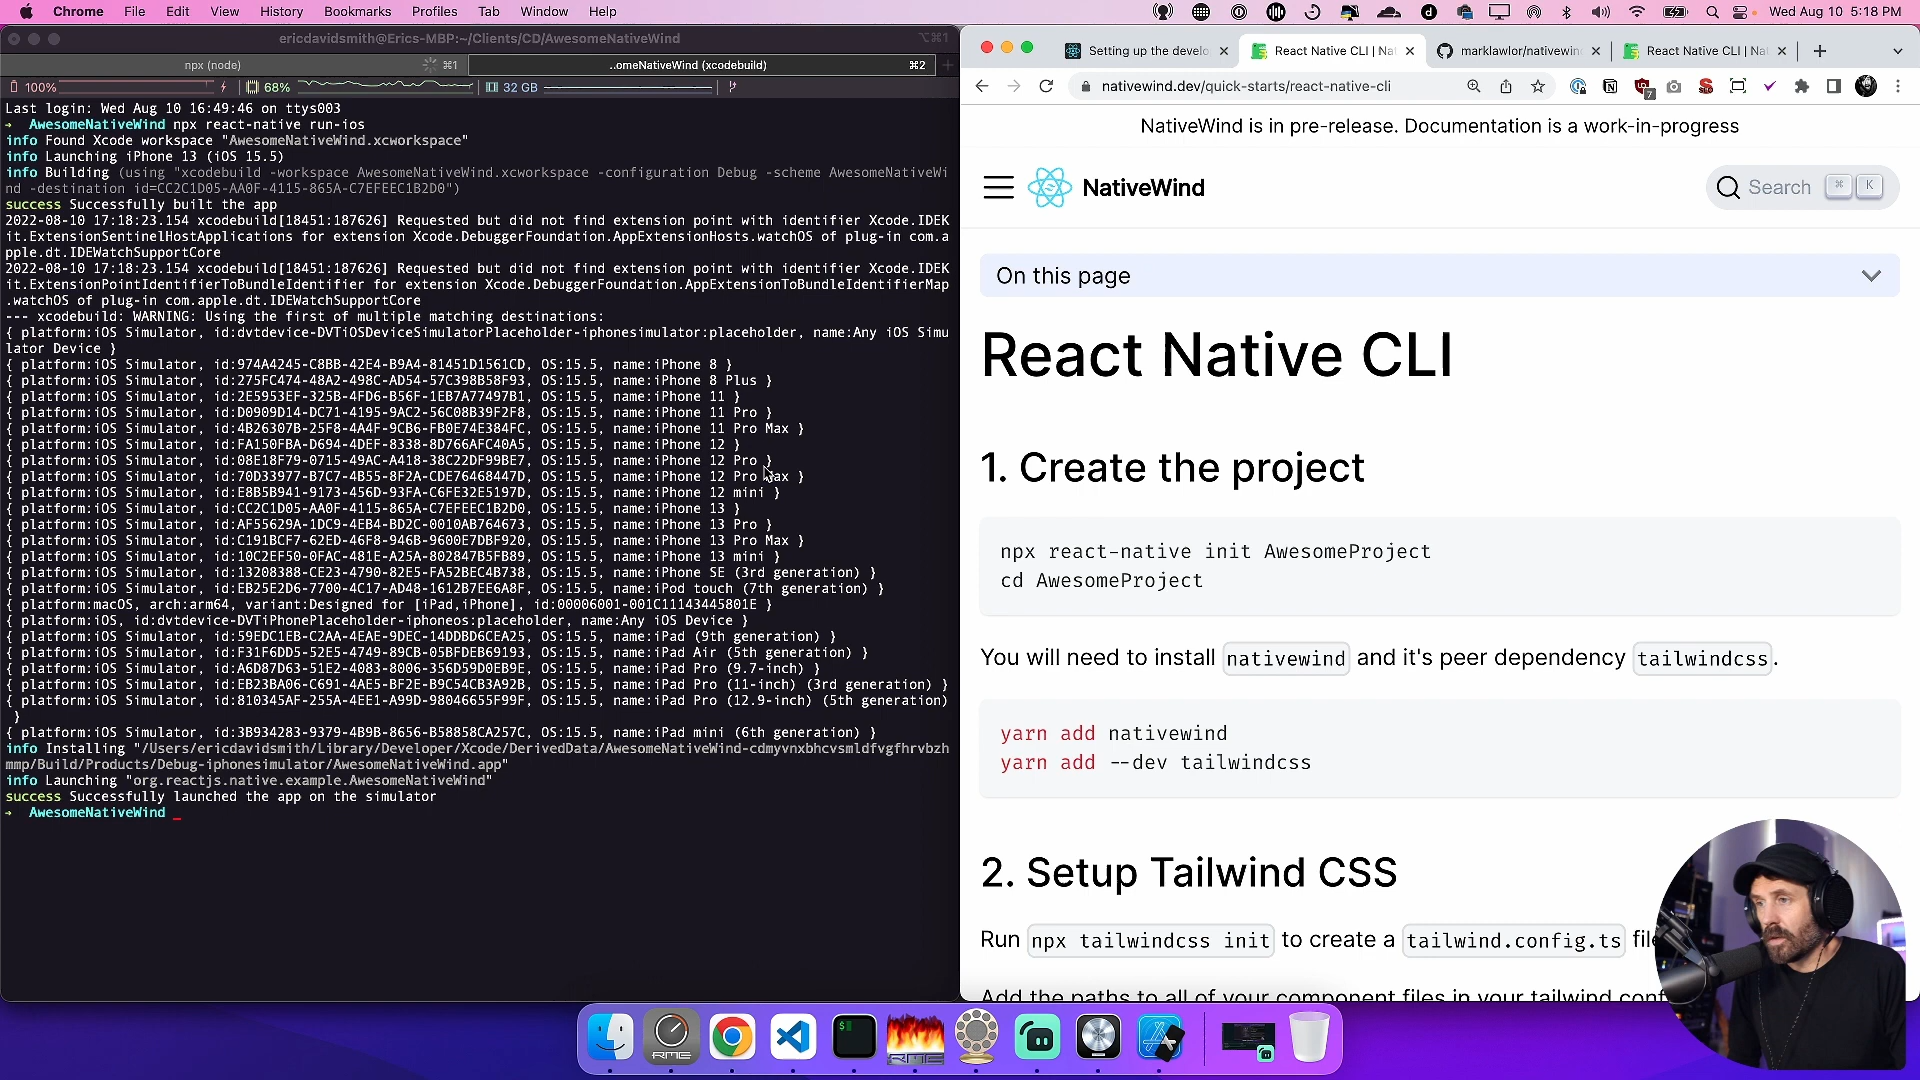 Chrome File Edit View History Bookmarks Profiles Tab Window Help
Wed Aug 10 5:18 PM
ericdavidsmith@Erics-MBP:~/Clients/CD/AwesomeNativeWind
⌥⌘1
npx (node) ⌘1
..omeNativeWind (xcodebuild) ⌘2
100% 68% 32 GB
Last login: Wed Aug 10 16:49:46 on ttys003
→ AwesomeNativeWind npx react-native run-ios
info Found Xcode workspace "AwesomeNativeWind.xcworkspace"
info Launching iPhone 13 (iOS 15.5)
info Building (using "xcodebuild -workspace AwesomeNativeWind.xcworkspace -configuration Debug -scheme AwesomeNativeWi
nd -destination id=CC2C1D05-AA0F-4115-865A-C7EFEEC1B2D0")
success Successfully built the app
2022-08-10 17:18:23.154 xcodebuild[18451:187626] Requested but did not find extension point with identifier Xcode.IDEK
it.ExtensionSentinelHostApplications for extension Xcode.DebuggerFoundation.AppExtensionHosts.watchOS of plug-in com.a
pple.dt.IDEWatchSupportCore
2022-08-10 17:18:23.154 xcodebuild[18451:187626] Requested but did not find extension point with identifier Xcode.IDEK
it.ExtensionPointIdentifierToBundleIdentifier for extension Xcode.DebuggerFoundation.AppExtensionToBundleIdentifierMap
.watchOS of plug-in com.apple.dt.IDEWatchSupportCore
--- xcodebuild: WARNING: Using the first of multiple matching destinations:
{ platform:iOS Simulator, id:dvtdevice-DVTiOSDeviceSimulatorPlaceholder-iphonesimulator:placeholder, name:Any iOS Simu
lator Device }
{ platform:iOS Simulator, id:974A4245-C8BB-42E4-B9A4-81451D1561CD, OS:15.5, name:iPhone 8 }
{ platform:iOS Simulator, id:275FC474-48A2-498C-AD54-57C398B58F93, OS:15.5, name:iPhone 8 Plus }
{ platform:iOS Simulator, id:2E5953EF-325B-4FD6-B56F-1EB7A77497B1, OS:15.5, name:iPhone 11 }
{ platform:iOS Simulator, id:D0909D14-DC71-4195-9AC2-56C08B39F2F8, OS:15.5, name:iPhone 11 Pro }
{ platform:iOS Simulator, id:4B26307B-25F8-4A4F-9CB6-FB0E74E384FC, OS:15.5, name:iPhone 11 Pro Max }
{ platform:iOS Simulator, id:FA150FBA-D694-4DEF-8338-8D766AFC40A5, OS:15.5, name:iPhone 12 }
{ platform:iOS Simulator, id:08E18F79-0715-49AC-A418-38C22DF99BE7, OS:15.5, name:iPhone 12 Pro }
{ platform:iOS Simulator, id:70D33977-B7C7-4B55-8F2A-CDE76468447D, OS:15.5, name:iPhone 12 Pro Max }
{ platform:iOS Simulator, id:E8B5B941-9173-456D-93FA-C6FE32E5197D, OS:15.5, name:iPhone 12 mini }
{ platform:iOS Simulator, id:CC2C1D05-AA0F-4115-865A-C7EFEEC1B2D0, OS:15.5, name:iPhone 13 }
{ platform:iOS Simulator, id:AF55629A-1DC9-4EB4-BD2C-0010AB764673, OS:15.5, name:iPhone 13 Pro }
{ platform:iOS Simulator, id:C191BCF7-62ED-46F8-946B-9600E7DBF920, OS:15.5, name:iPhone 13 Pro Max }
{ platform:iOS Simulator, id:10C2EF50-0FAC-481E-A25A-802847B5FB89, OS:15.5, name:iPhone 13 mini }
{ platform:iOS Simulator, id:13208388-CE23-4790-82E5-FA52BEC4B738, OS:15.5, name:iPhone SE (3rd generation) }
{ platform:iOS Simulator, id:EB25E2D6-7700-4C17-AD48-1612B7EE6A8F, OS:15.5, name:iPod touch (7th generation) }
{ platform:macOS, arch:arm64, variant:Designed for [iPad,iPhone], id:00006001-001C11143445801E }
{ platform:iOS, id:dvtdevice-DVTiPhonePlaceholder-iphoneos:placeholder, name:Any iOS Device }
{ platform:iOS Simulator, id:59EDC1EB-C2AA-4EAE-9DEC-14DDBD6CEA25, OS:15.5, name:iPad (9th generation) }
{ platform:iOS Simulator, id:F31F6DD5-52E5-4749-89CB-05BFDEB69193, OS:15.5, name:iPad Air (5th generation) }
{ platform:iOS Simulator, id:A6D87D63-51E2-4083-8006-356D59D0EB9E, OS:15.5, name:iPad Pro (9.7-inch) }
{ platform:iOS Simulator, id:EB23BA06-C691-4AE5-BF2E-B9C54CB3A92B, OS:15.5, name:iPad Pro (11-inch) (3rd generation) }
{ platform:iOS Simulator, id:810345AF-255A-4EE1-A99D-98046655F99F, OS:15.5, name:iPad Pro (12.9-inch) (5th generation)
}
{ platform:iOS Simulator, id:3B934283-9379-4B9B-8656-B58858CA257C, OS:15.5, name:iPad mini (6th generation) }
info Installing "/Users/ericdavidsmith/Library/Developer/Xcode/DerivedData/AwesomeNativeWind-cdmyvnxbhcvsmldfvgfhrvbzh
mmp/Build/Products/Debug-iphonesimulator/AwesomeNativeWind.app"
info Launching "org.reactjs.native.example.AwesomeNativeWind"
success Successfully launched the app on the simulator
→ AwesomeNativeWind _
Setting up the develo
React Native CLI | Na
marklawlor/nativewin
React Native CLI | Na
nativewind.dev/quick-starts/react-native-cli
7
NativeWind is in pre-release. Documentation is a work-in-progress
NativeWind
Search ⌘ K
On this page
React Native CLI
1. Create the project
npx react-native init AwesomeProject
cd AwesomeProject
You will need to install nativewind and it's peer dependency tailwindcss.
yarn add nativewind
yarn add --dev tailwindcss
2. Setup Tailwind CSS
Run npx tailwindcss init to create a tailwind.config.ts file
Add the paths to all of your component files in your tailwind.conf
RME
RME